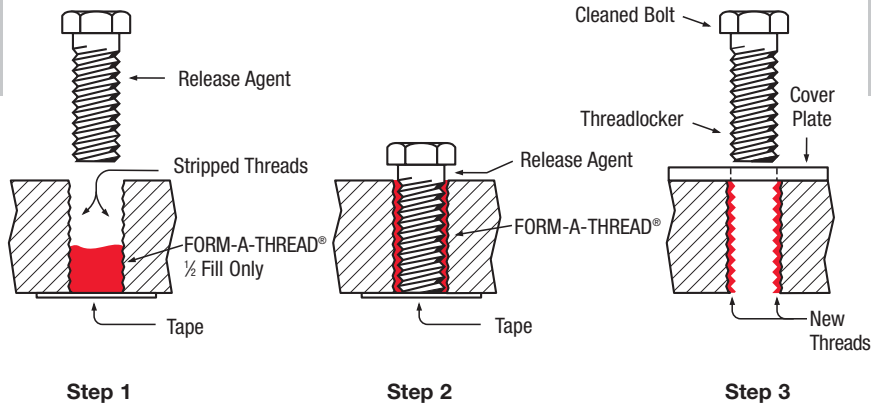 Release Agent
Stripped Threads
FORM-A-THREAD®
½ Fill Only
Tape
Step 1
Release Agent
FORM-A-THREAD®
Tape
Step 2
Cleaned Bolt
Threadlocker
Cover
Plate
New
Threads
Step 3